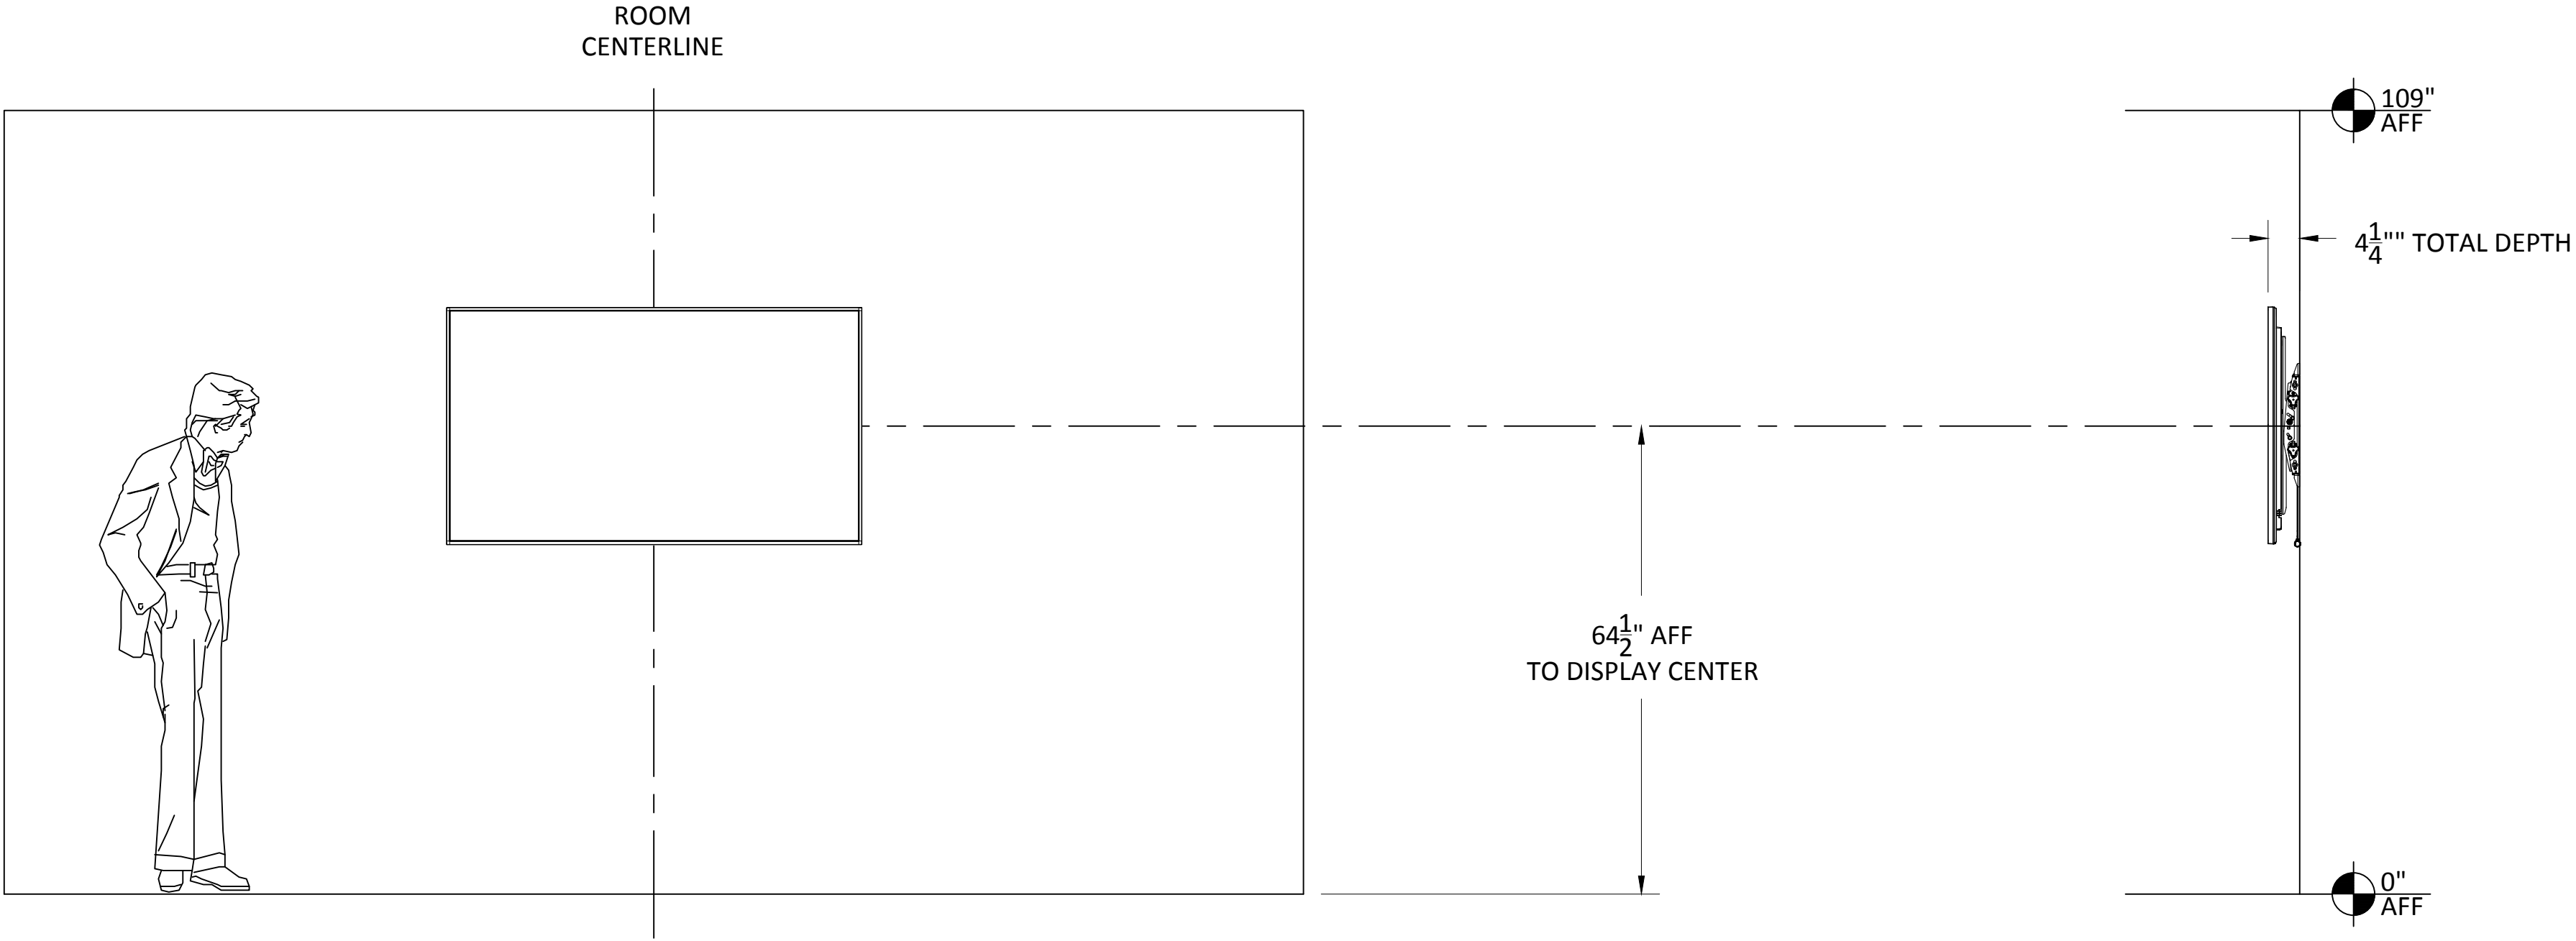 ROOM
CENTERLINE
109"
AFF
4 1/4"" TOTAL DEPTH
64 1/2" AFF
TO DISPLAY CENTER
0"
AFF